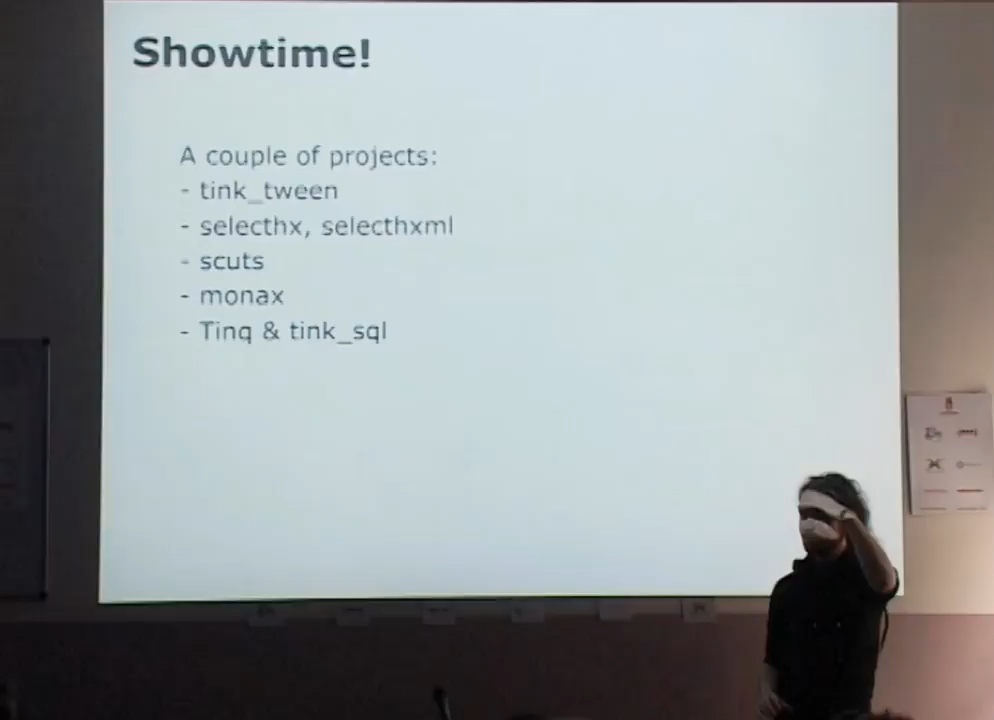 Showtime!
A couple of projects:
- tink_tween
- selecthx, selecthxml
- scuts
- monax
- Tinq & tink_sql